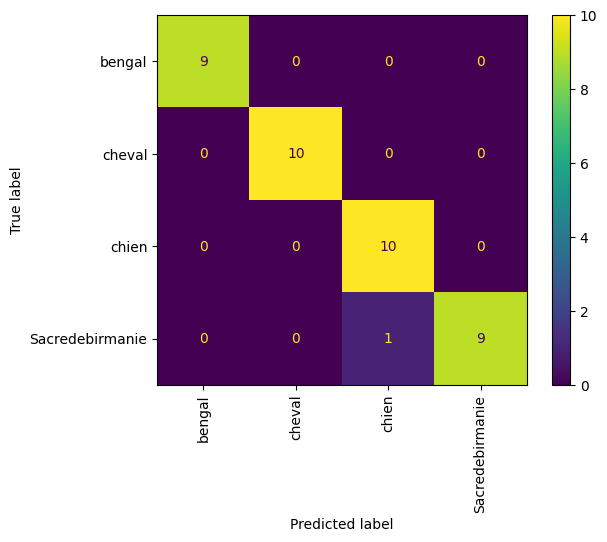 True label
bengal 9 0 0 0
cheval 0 10 0 0
chien 0 0 10 0
Sacredebirmanie 0 0 1 9
bengal cheval chien Sacredebirmanie
Predicted label
10
8
6
4
2
0